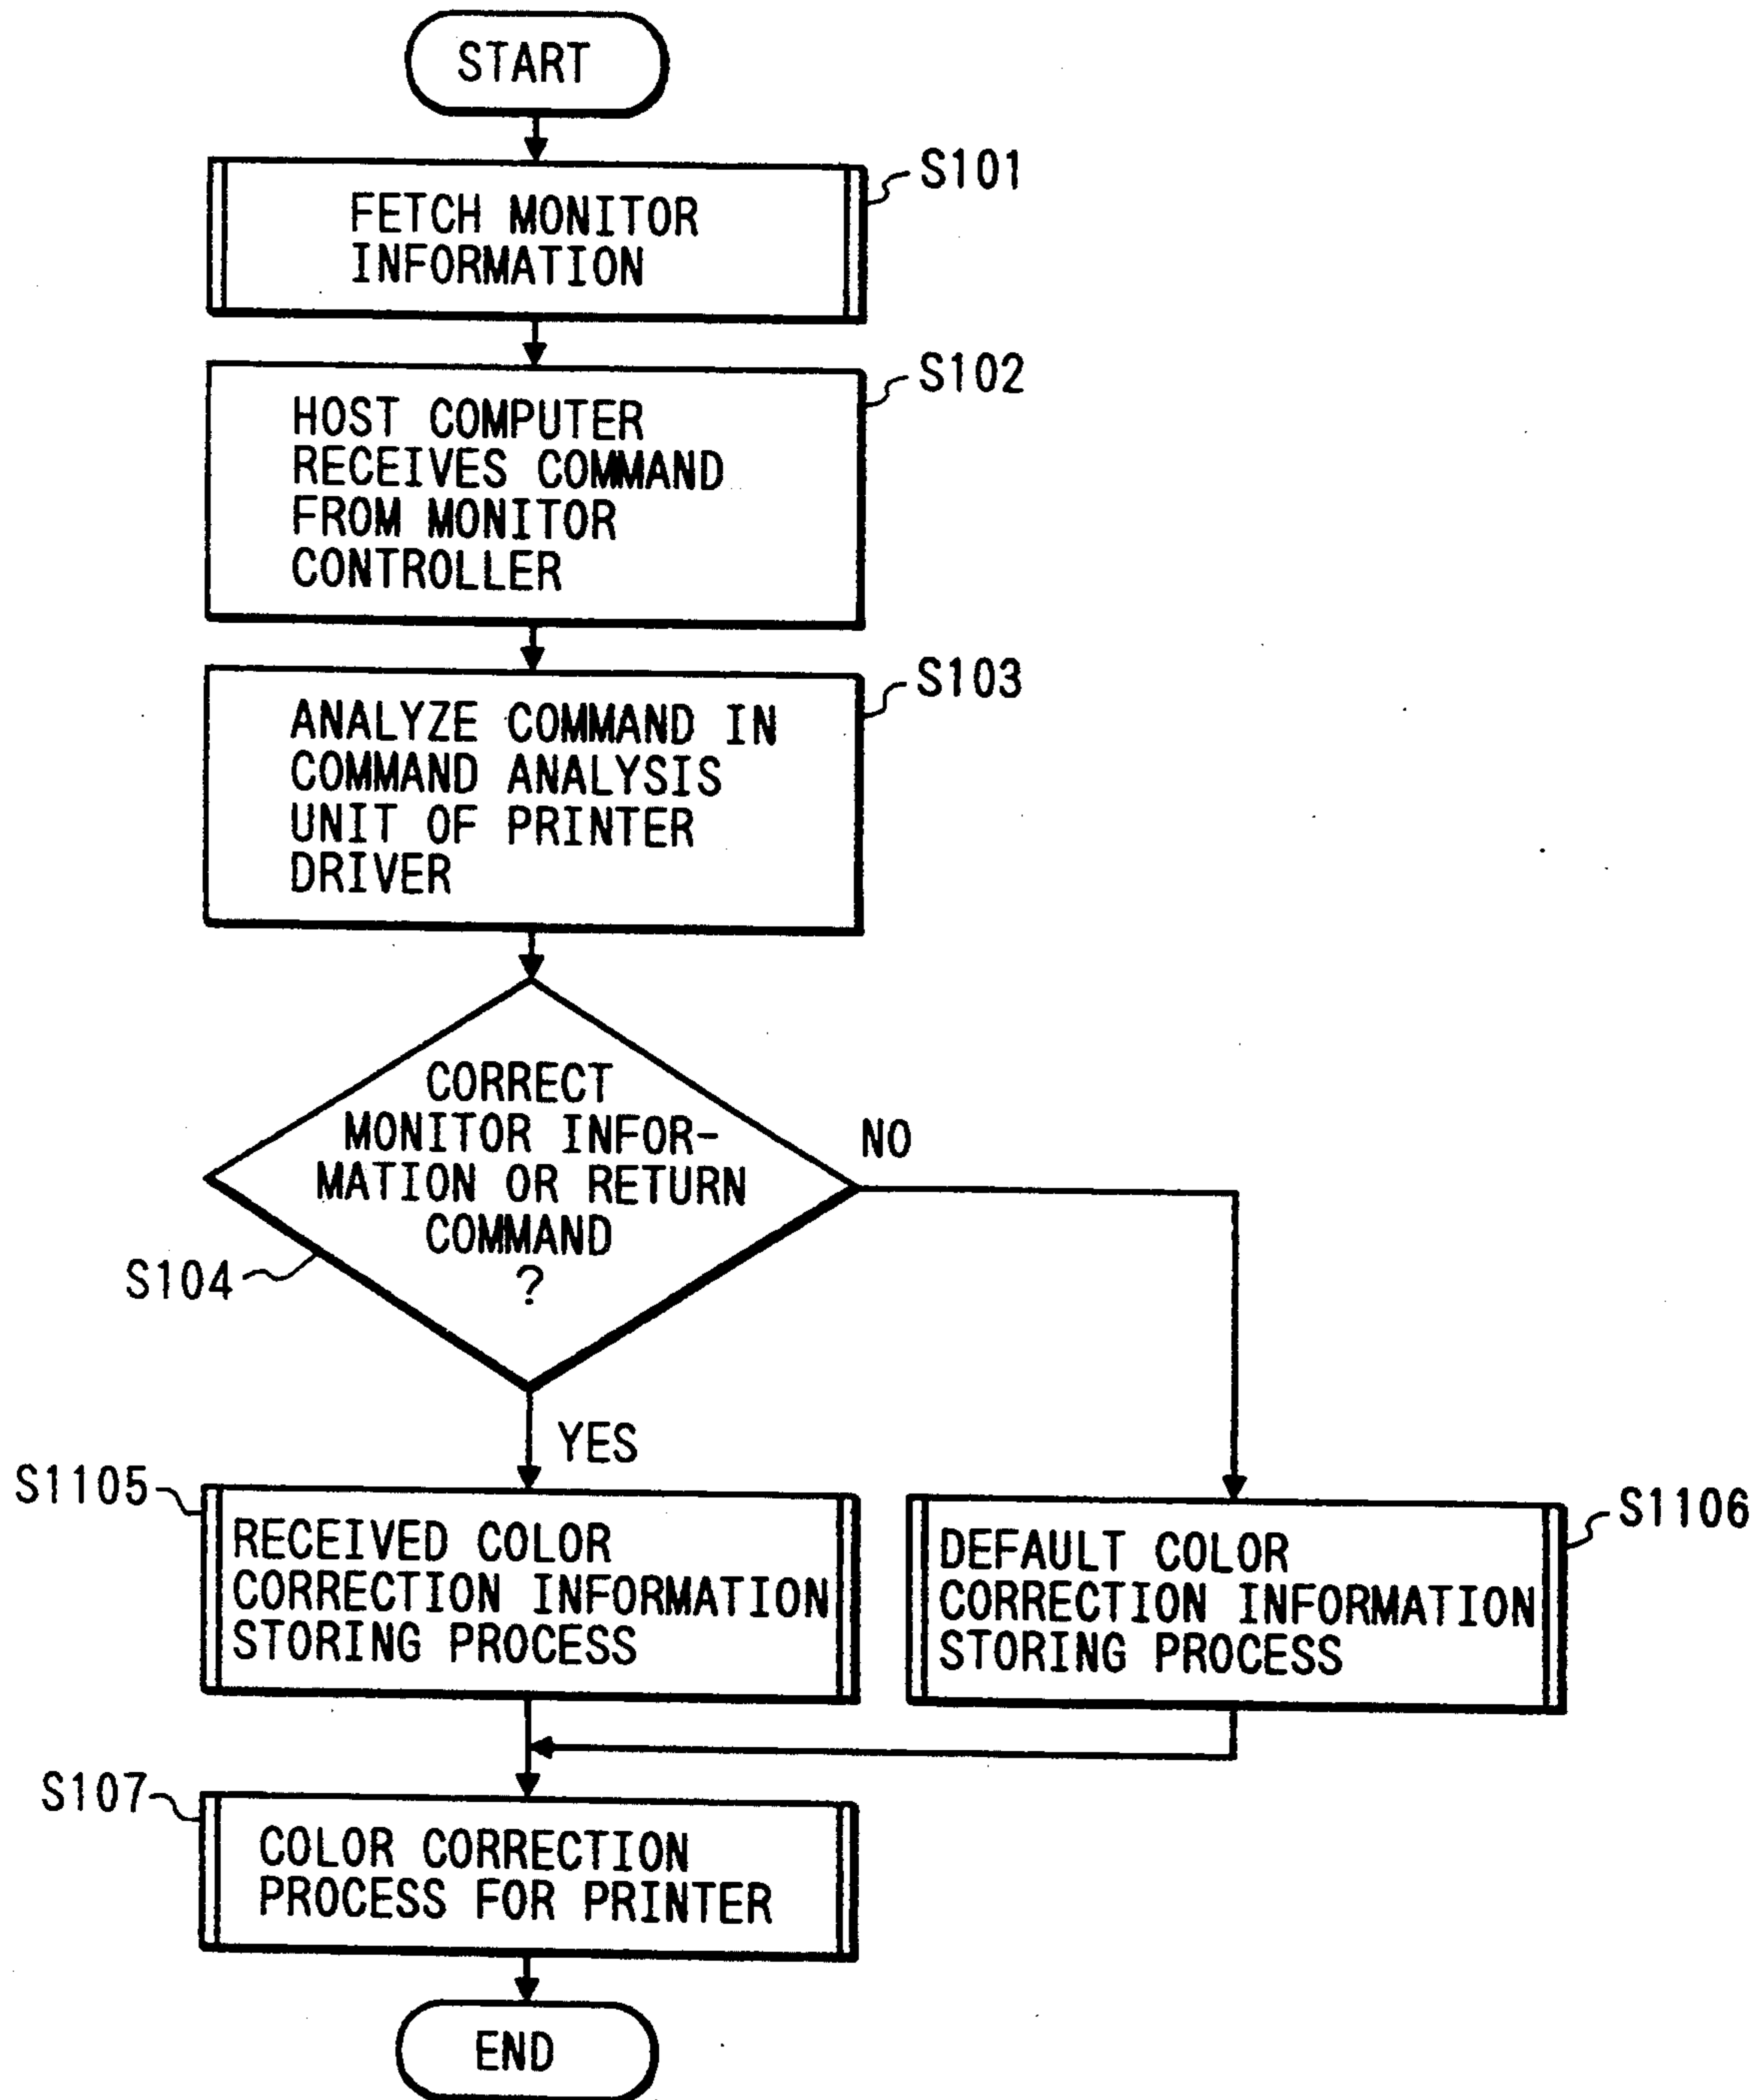 START
S101
FETCH MONITOR
INFORMATION
S102
HOST COMPUTER
RECEIVES COMMAND
FROM MONITOR
CONTROLLER
S103
ANALYZE COMMAND IN
COMMAND ANALYSIS
UNIT OF PRINTER
DRIVER
CORRECT
MONITOR INFOR-
MATION OR RETURN
COMMAND
?
S104
NO
YES
S1105
RECEIVED COLOR
CORRECTION INFORMATION
STORING PROCESS
S1106
DEFAULT COLOR
CORRECTION INFORMATION
STORING PROCESS
S107
COLOR CORRECTION
PROCESS FOR PRINTER
END